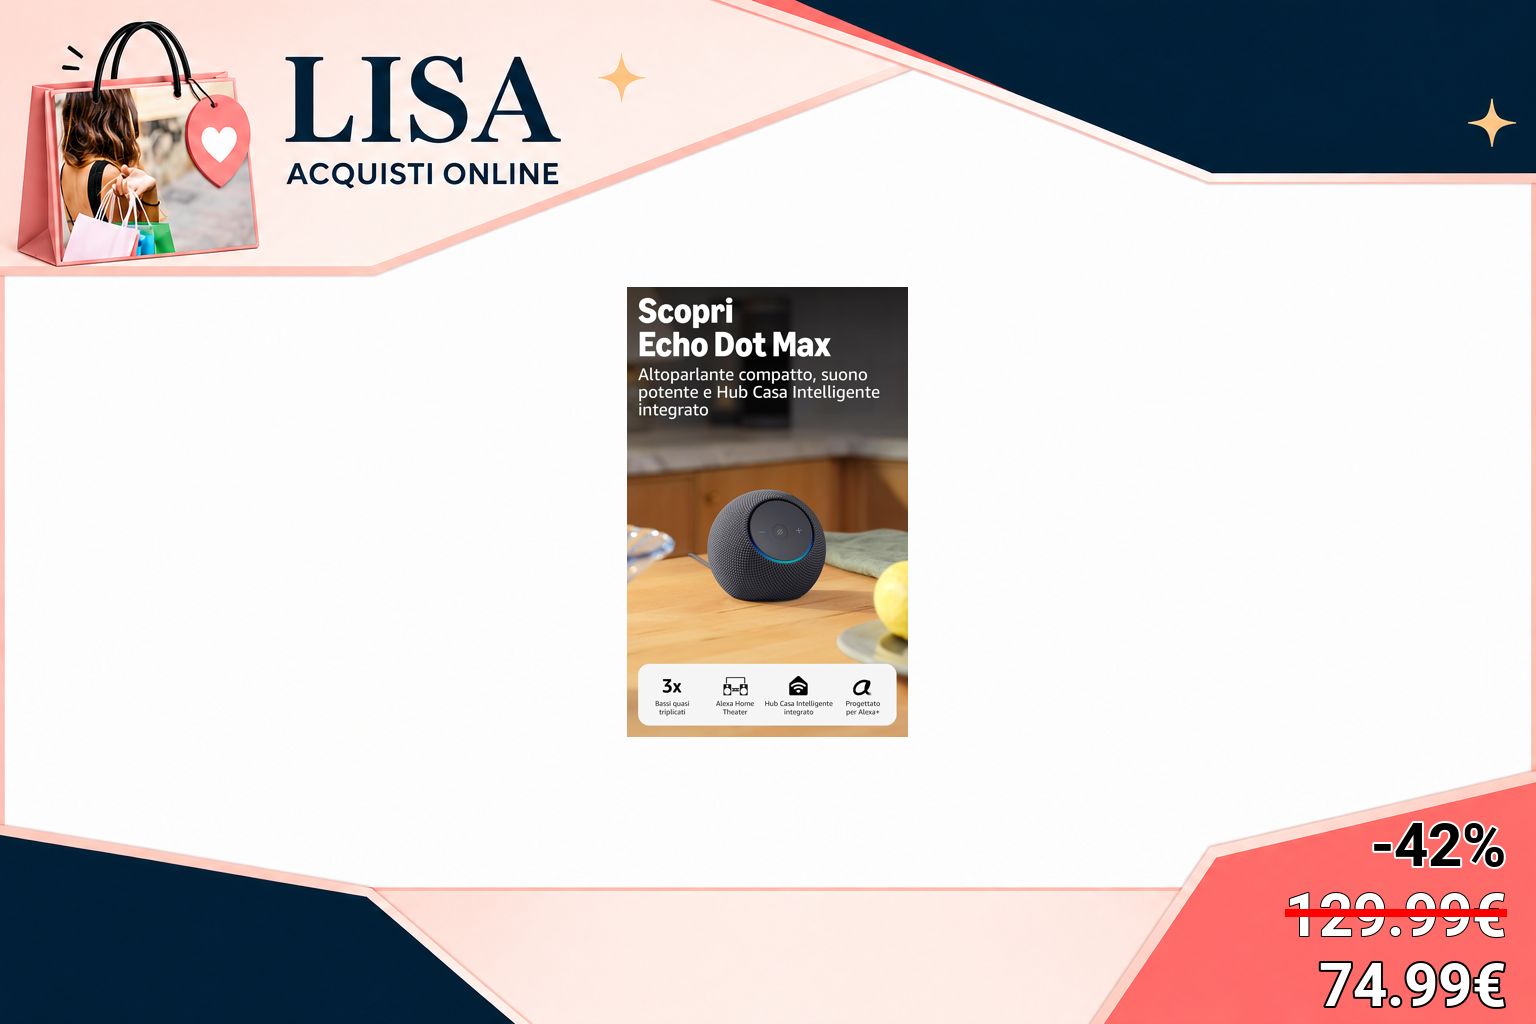 LISA
ACQUISTI ONLINE
Scopri
Echo Dot Max
Altoparlante compatto, suono
potente e Hub Casa Intelligente
integrato
3x
Bassi quasi
triplicati
Alexa Home
Theater
Hub Casa Intelligente
integrato
Progettato
per Alexa+
-42%
129.99€
74.99€